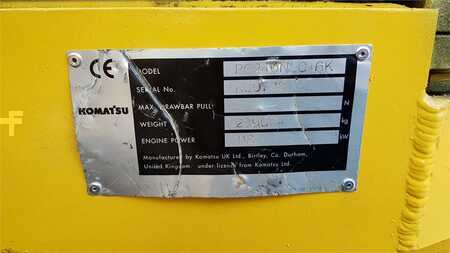 CE
MODEL
SERIAL No.
KOMATSU
MAX. DRAWBAR PULL
N
WEIGHT
kg
ENGINE POWER
kW
Manufactured by Komatsu UK Ltd., Birtley, Co. Durham,
United Kingdom. under licence from Komatsu Ltd.